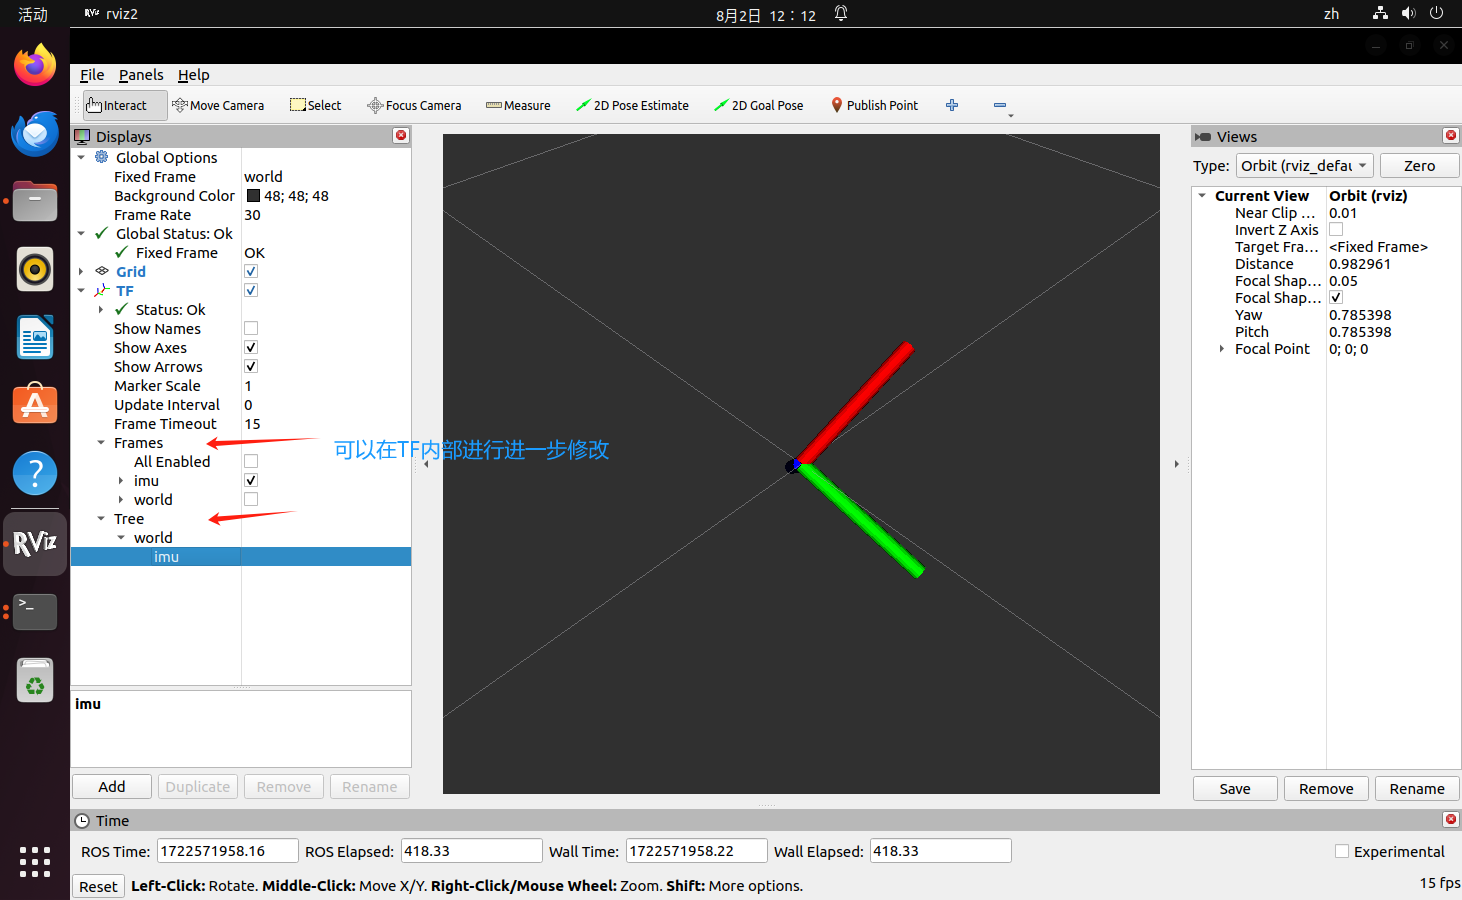 活动 rviz2 8月2日 12：12 zh
File Panels Help
Interact Move Camera Select Focus Camera Measure 2D Pose Estimate 2D Goal Pose Publish Point
Displays
Global Options
Fixed Frame world
Background Color 48; 48; 48
Frame Rate 30
Global Status: Ok
Fixed Frame OK
Grid
TF
Status: Ok
Show Names
Show Axes
Show Arrows
Marker Scale 1
Update Interval 0
Frame Timeout 15
Frames
All Enabled
imu
world
Tree
world
imu
可以在TF内部进行进一步修改
imu
Add Duplicate Remove Rename
Views
Type: Orbit (rviz_defau Zero
Current View Orbit (rviz)
Near Clip ... 0.01
Invert Z Axis
Target Fra... <Fixed Frame>
Distance 0.982961
Focal Shap... 0.05
Focal Shap...
Yaw 0.785398
Pitch 0.785398
Focal Point 0; 0; 0
Save Remove Rename
RViz
Time
ROS Time: 1722571958.16 ROS Elapsed: 418.33 Wall Time: 1722571958.22 Wall Elapsed: 418.33 Experimental
Reset Left-Click: Rotate. Middle-Click: Move X/Y. Right-Click/Mouse Wheel: Zoom. Shift: More options. 15 fps